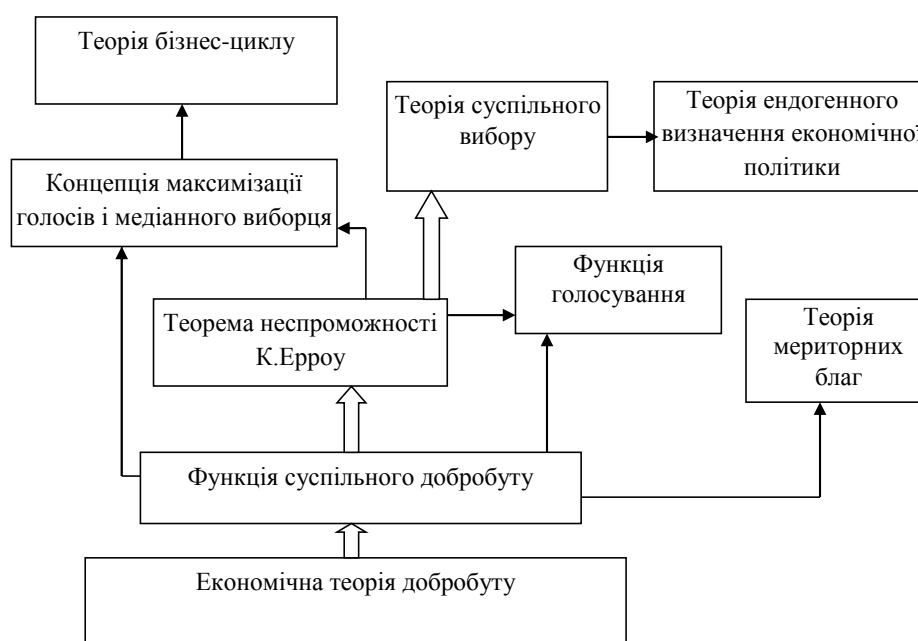 Теорія бізнес-циклу
Теорія суспільного
вибору
Теорія ендогенного
визначення економічної
політики
Концепція максимізації
голосів і медіанного виборця
Функція
голосування
Теорема неспроможності
К.Ерроу
Теорія
мериторних
благ
Функція суспільного добробуту
Економічна теорія добробуту